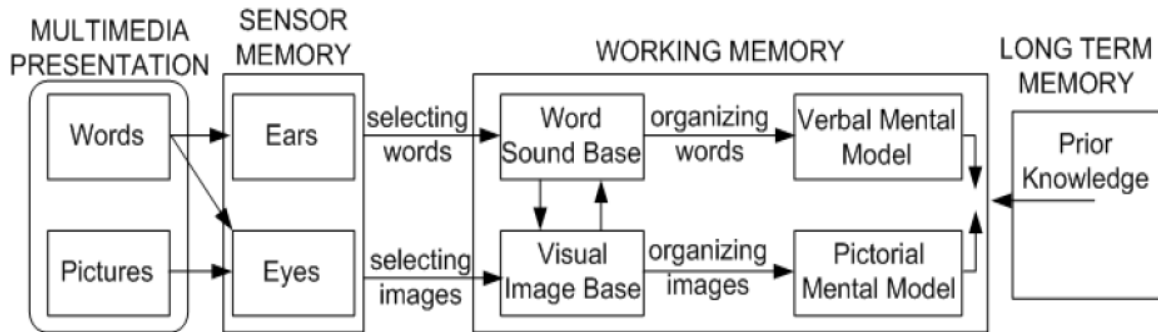 MULTIMEDIA
PRESENTATION
SENSOR
MEMORY
WORKING MEMORY
LONG TERM
MEMORY
Words
Ears
selecting
words
Word
Sound Base
organizing
words
Verbal Mental
Model
Prior
Knowledge
Pictures
Eyes
selecting
images
Visual
Image Base
organizing
images
Pictorial
Mental Model